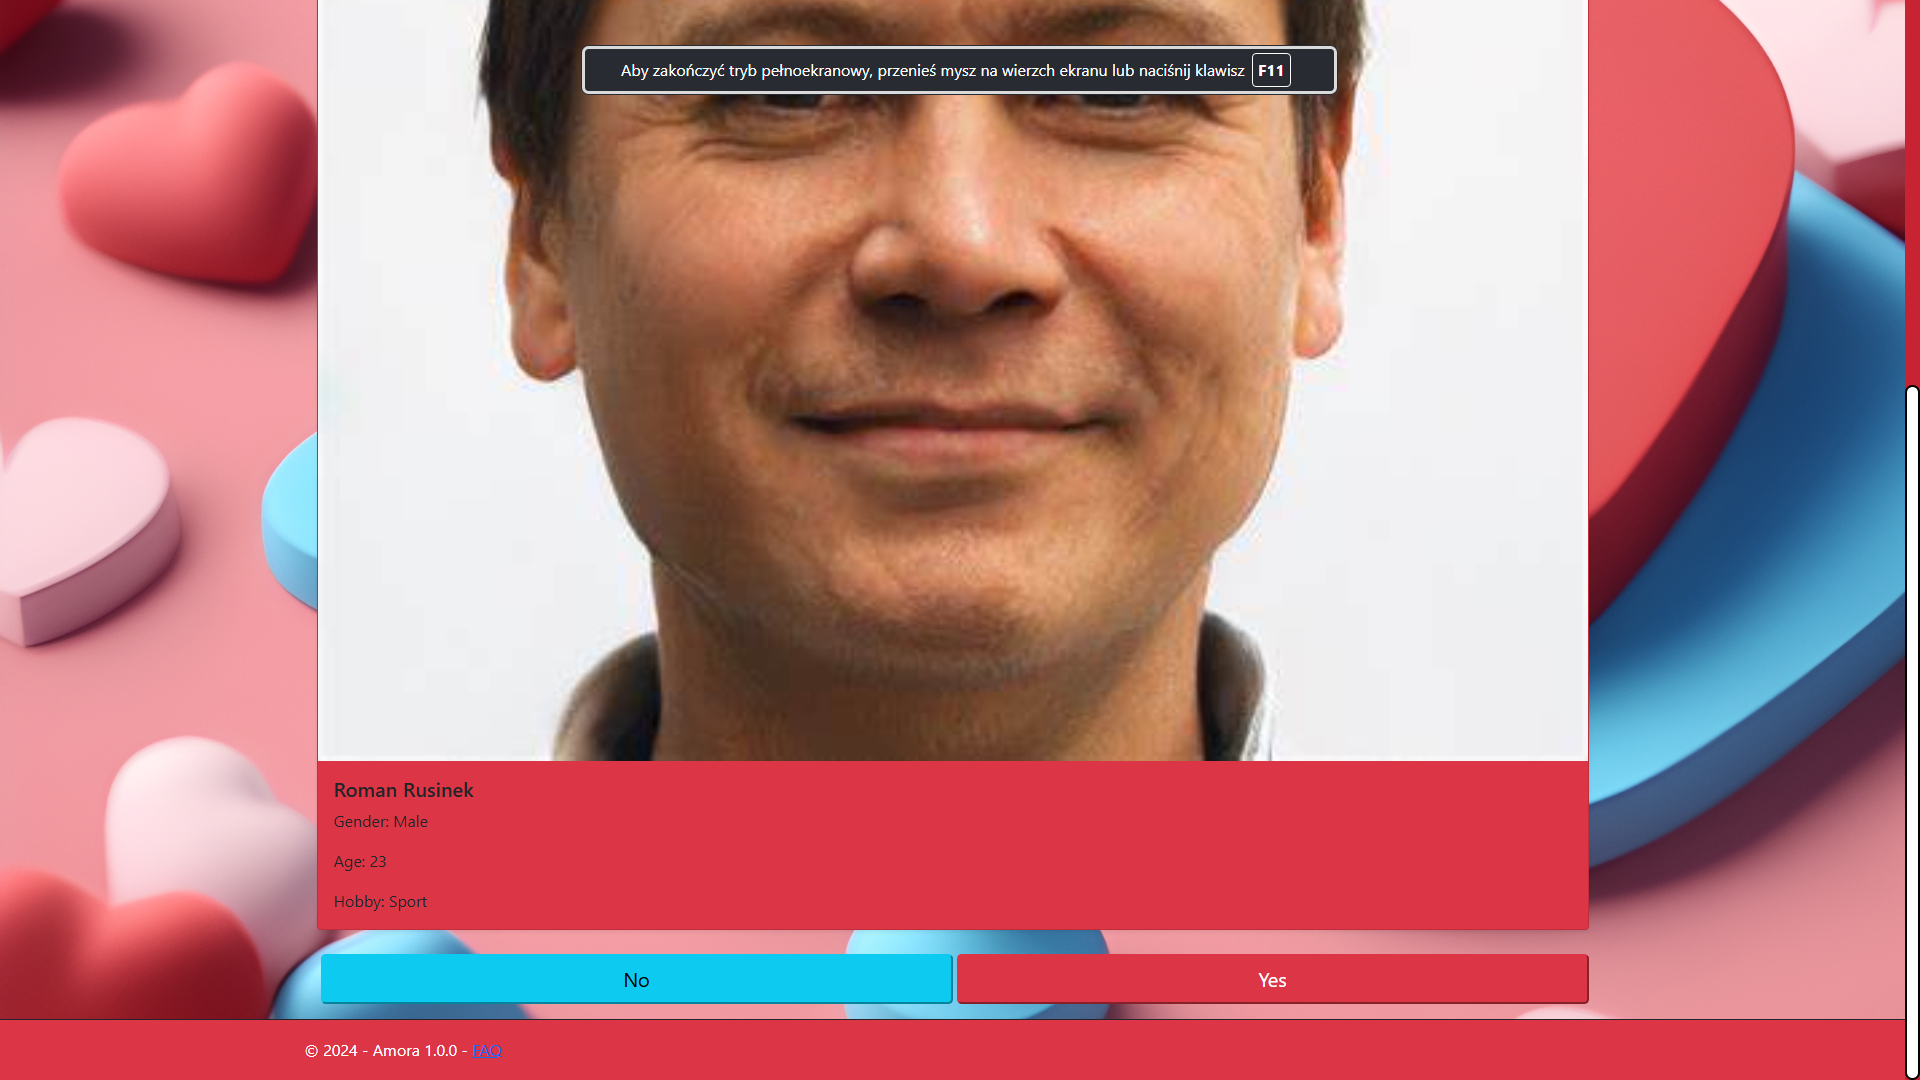 Aby zakończyć tryb pełnoekranowy, przenieś mysz na wierzch ekranu lub naciśnij klawisz F11
Roman Rusinek
Gender: Male
Age: 23
Hobby: Sport
No
Yes
© 2024 - Amora 1.0.0 - FAQ